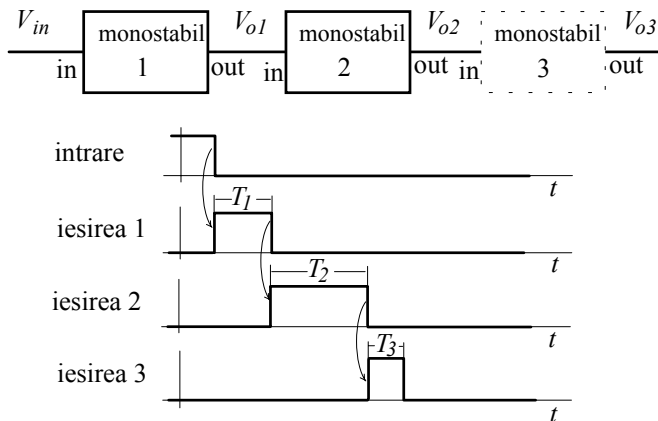 V_in V_o1 V_o2 V_o3
monostabil monostabil monostabil
in 1 out in 2 out in 3 out
intrare
t
T_1
iesirea 1
t
T_2
iesirea 2
t
T_3
iesirea 3
t